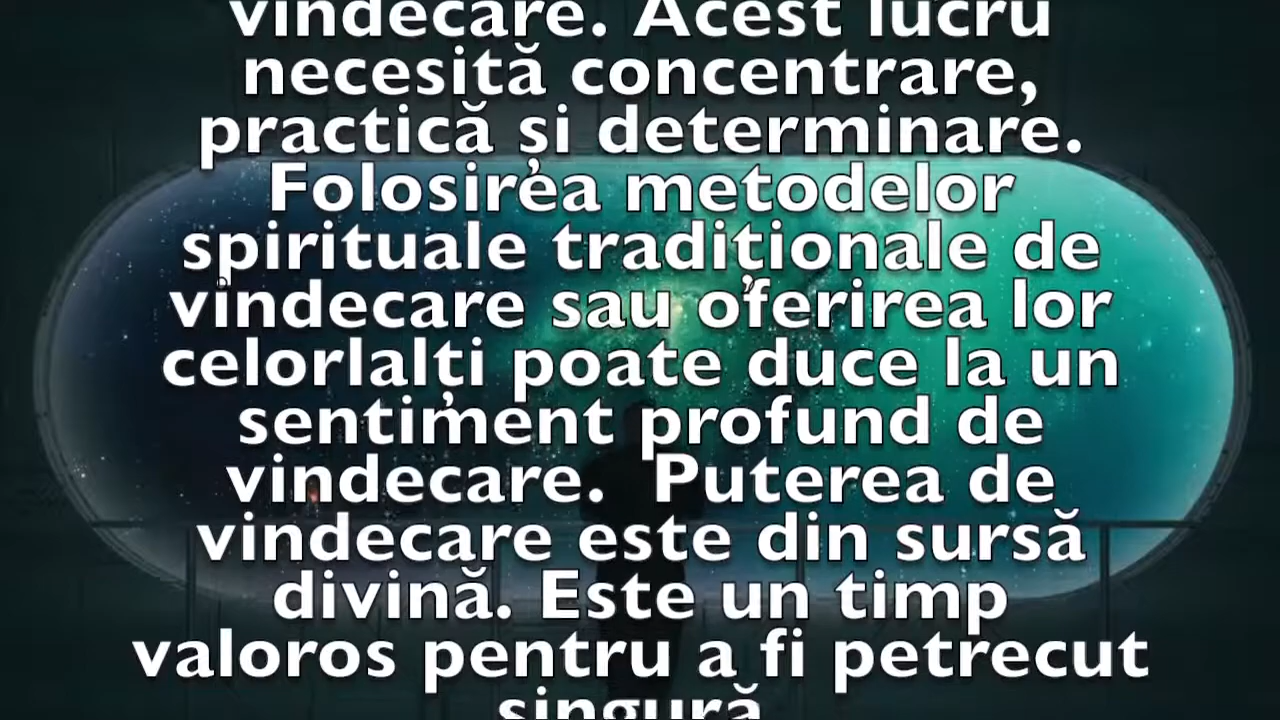 vindecare. Acest lucru
necesită concentrare,
practică și determinare.
Folosirea metodelor
spirituale tradiționale de
vindecare sau oferirea lor
celorlalți poate duce la un
sentiment profund de
vindecare.  Puterea de
vindecare este din sursă
divină. Este un timp
valoros pentru a fi petrecut
singură